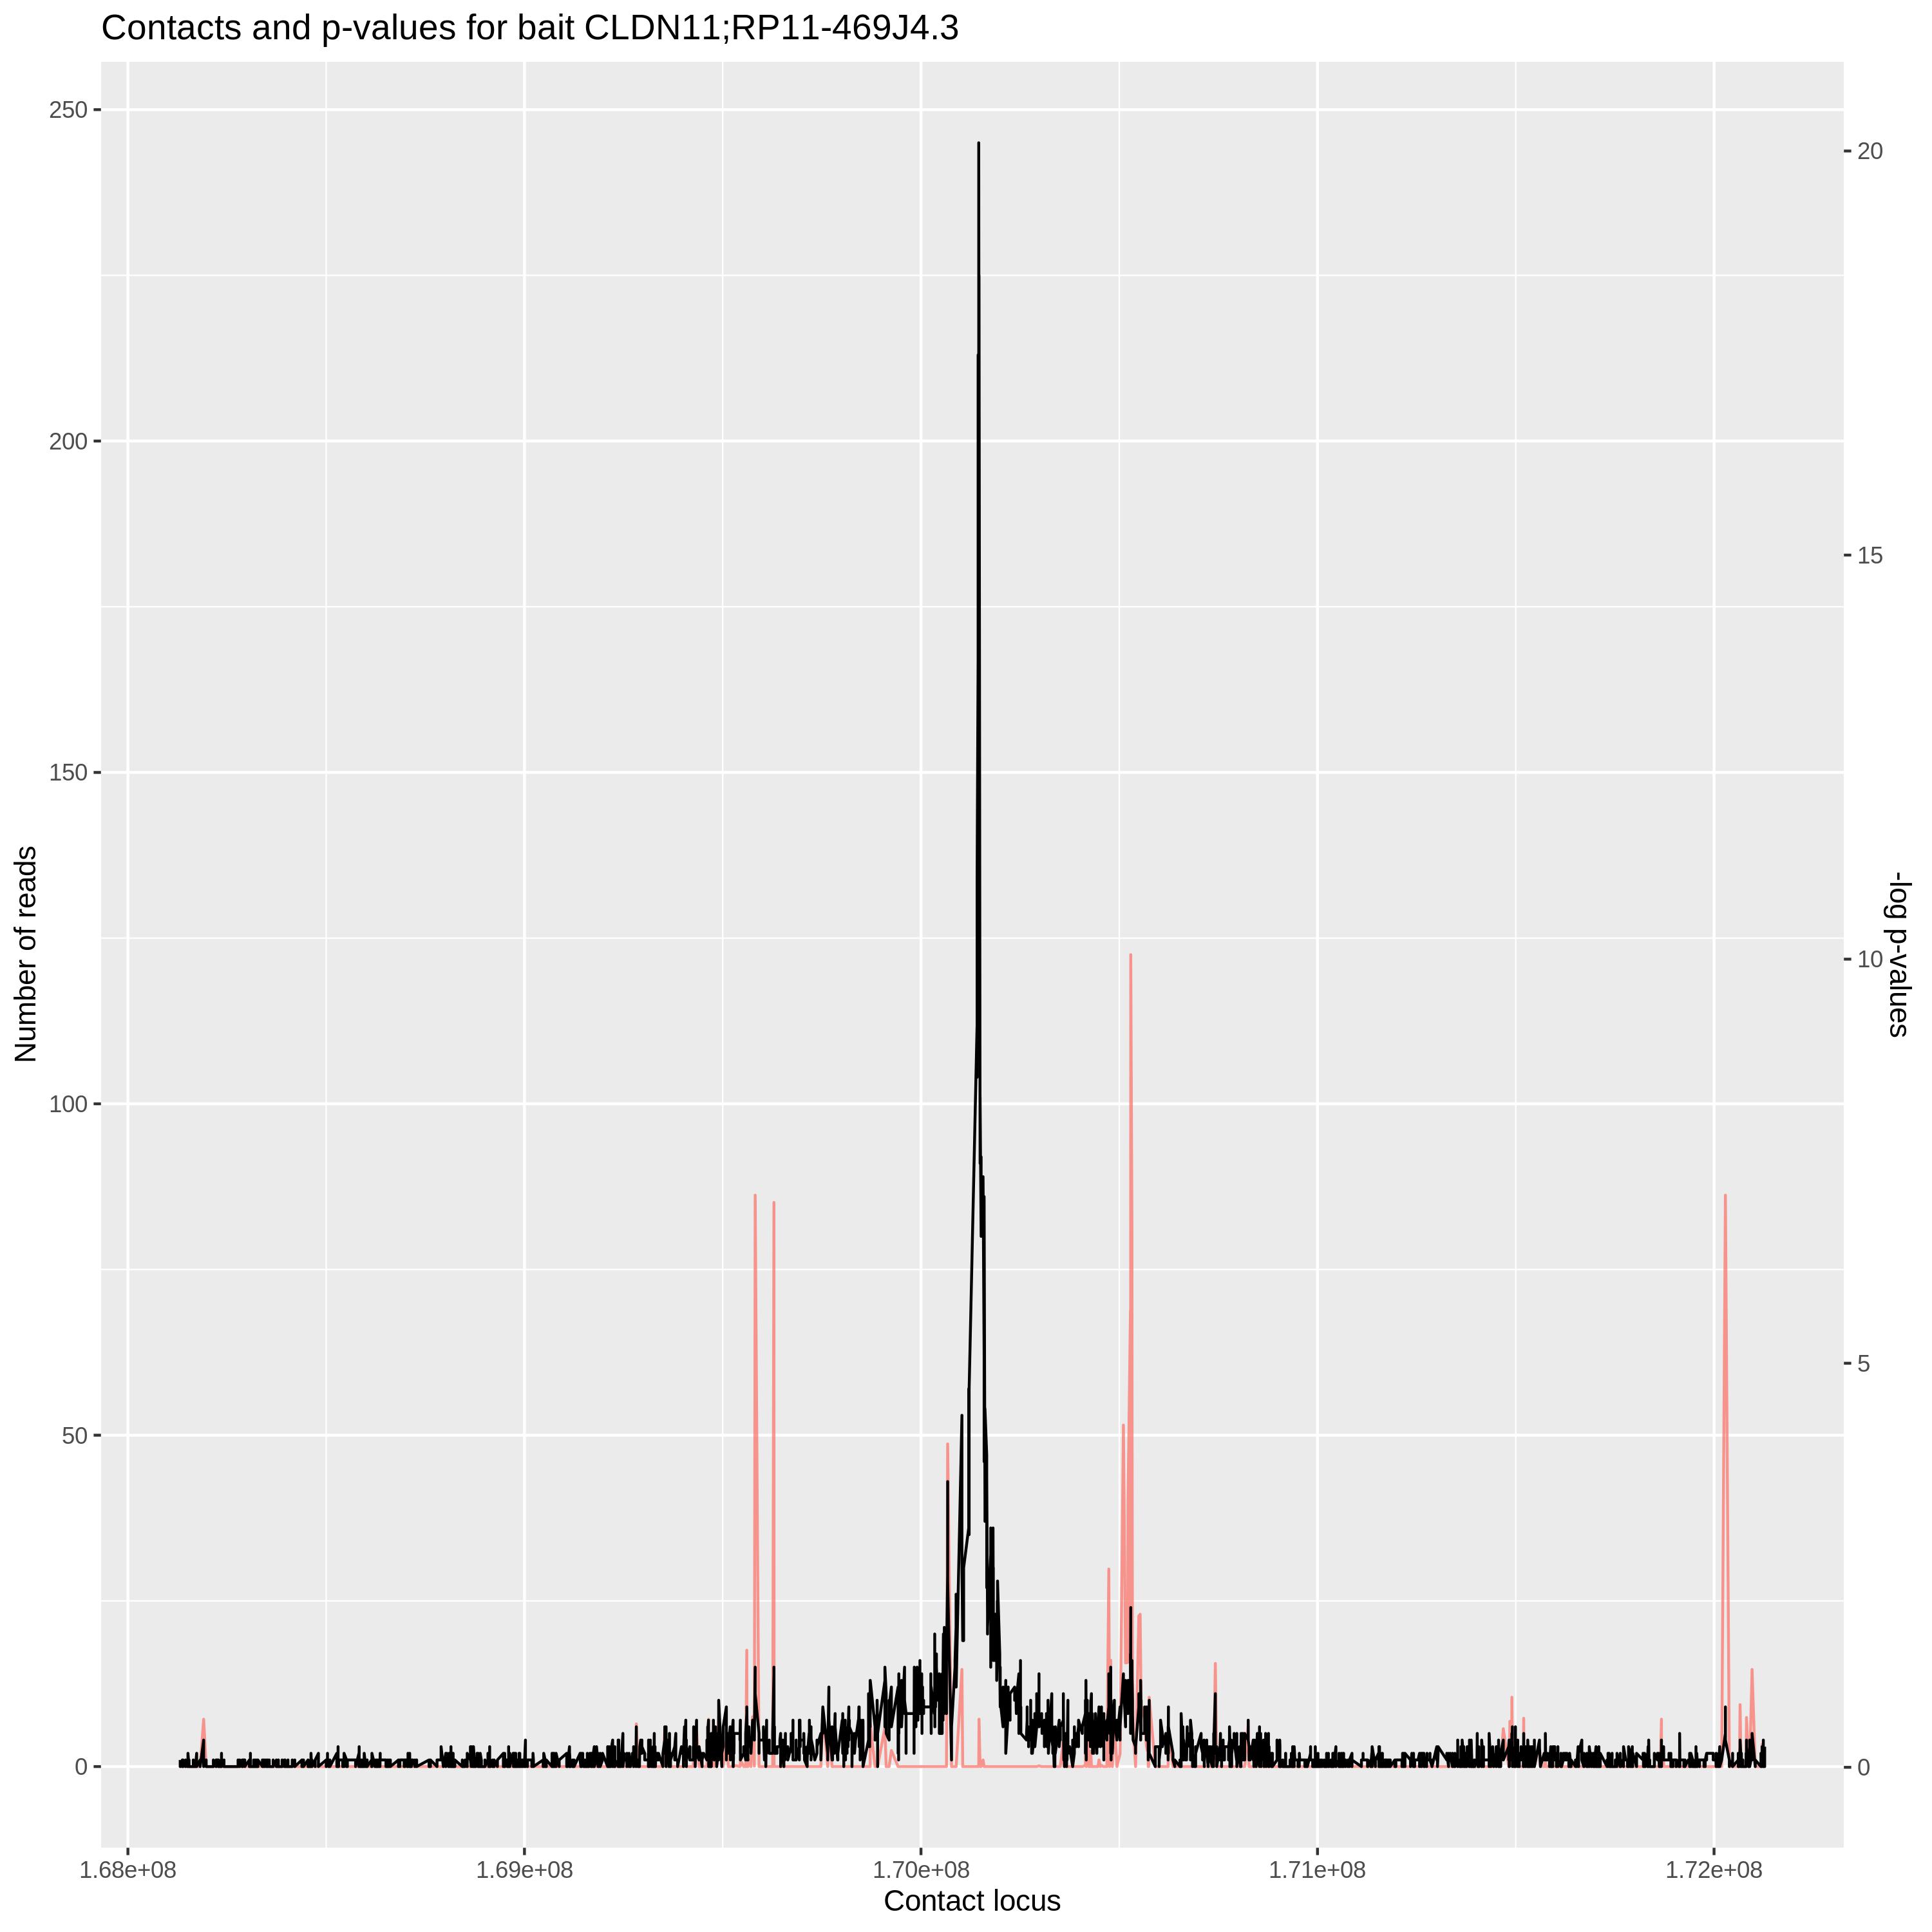 Contacts and p-values for bait CLDN11;RP11-469J4.3
250
200
150
100
50
0
Number of reads
20
15
10
5
0
-log p-values
1.68e+08
1.69e+08
1.70e+08
1.71e+08
1.72e+08
Contact locus